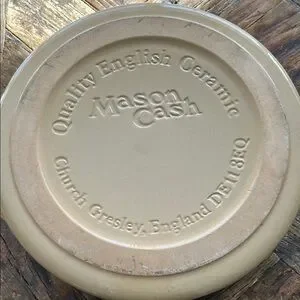 Quality English Ceramic
Mason
Cash
Church Gresley, England DE11 8EQ